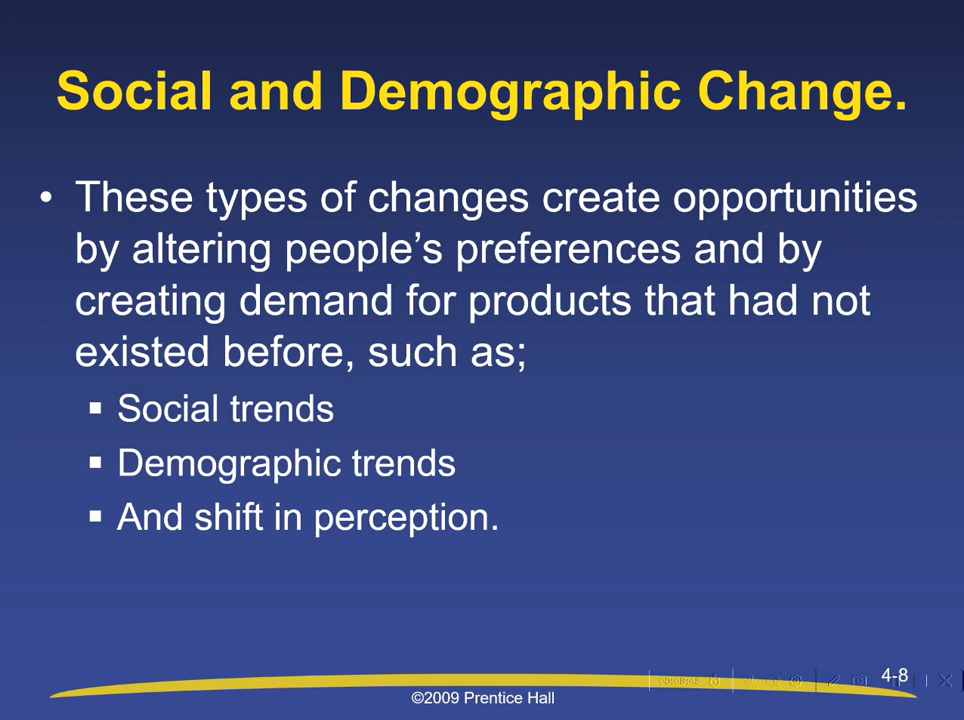 Social and Demographic Change.
• These types of changes create opportunities
by altering people’s preferences and by
creating demand for products that had not
existed before, such as;
▪ Social trends
▪ Demographic trends
▪ And shift in perception.
4-8
©2009 Prentice Hall